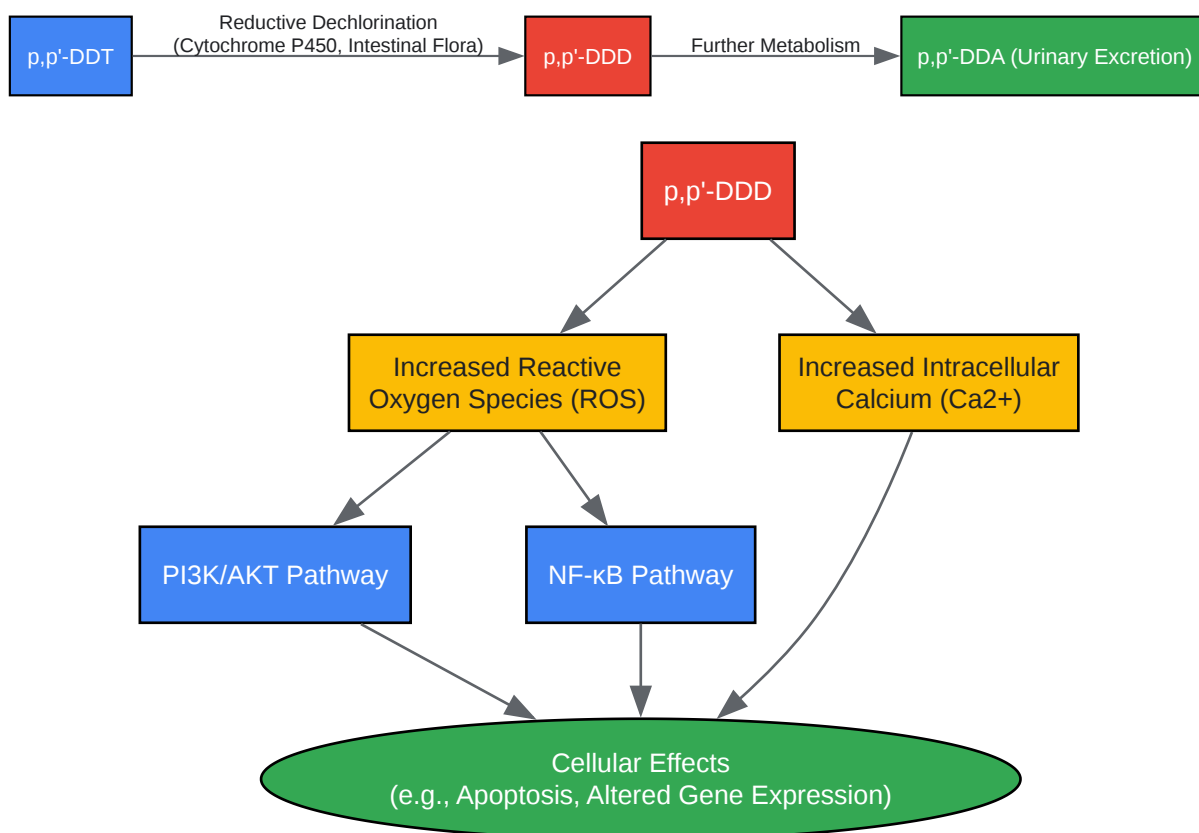 p,p'-DDT
Reductive Dechlorination
(Cytochrome P450, Intestinal Flora)
p,p'-DDD
Further Metabolism
p,p'-DDA (Urinary Excretion)
p,p'-DDD
Increased Reactive
Oxygen Species (ROS)
Increased Intracellular
Calcium (Ca2+)
PI3K/AKT Pathway
NF-κB Pathway
Cellular Effects
(e.g., Apoptosis, Altered Gene Expression)